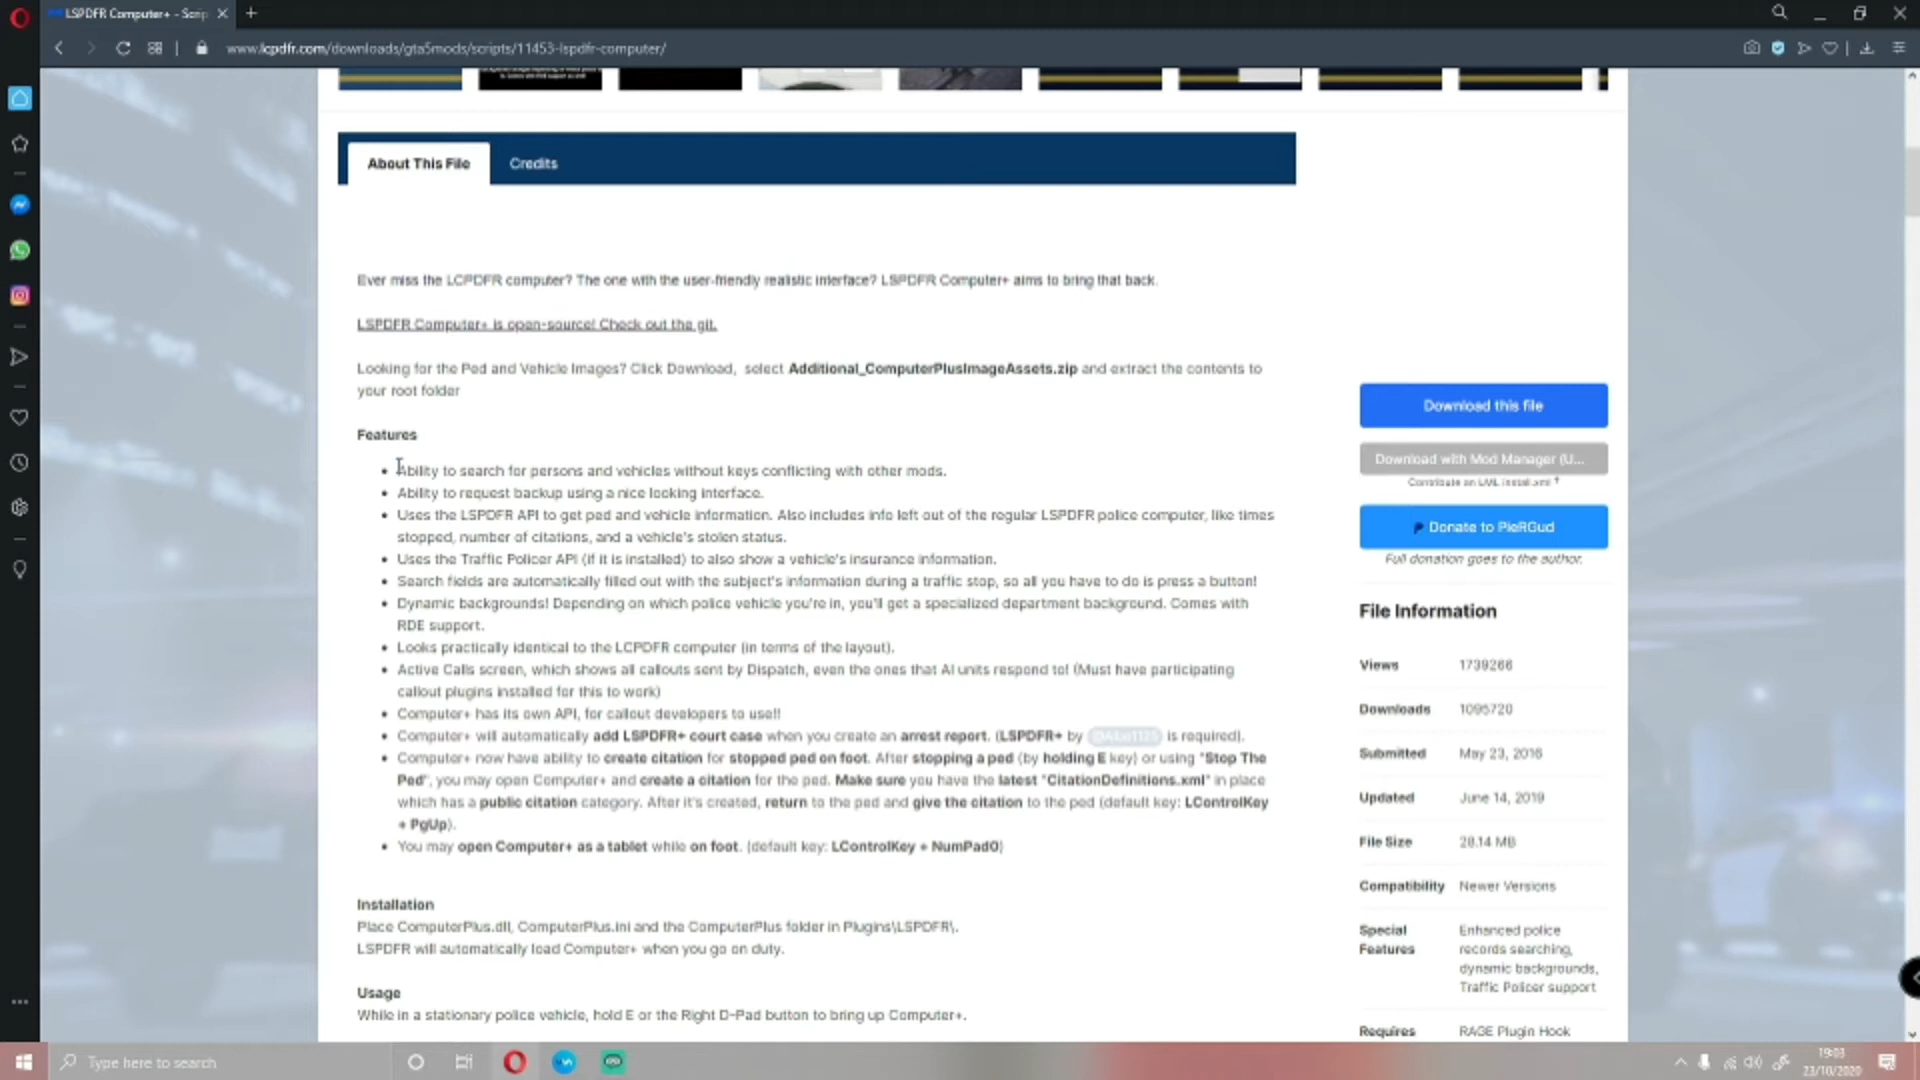 LSPDFR Computer+ - Scrip
www.lcpdfr.com/downloads/gta5mods/scripts/11453-lspdfr-computer/
About This File
Credits
Ever miss the LCPDFR computer? The one with the user-friendly realistic interface? LSPDFR Computer+ aims to bring that back.
LSPDFR Computer+ is open-source! Check out the git.
Looking for the Ped and Vehicle Images? Click Download, select Additional_ComputerPlusImageAssets.zip and extract the contents to
your root folder
Download this file
Features
Download with Mod Manager (U...
Contribute an UML install.xml
• Ability to search for persons and vehicles without keys conflicting with other mods.
• Ability to request backup using a nice looking interface.
• Uses the LSPDFR API to get ped and vehicle information. Also includes info left out of the regular LSPDFR police computer, like times
stopped, number of citations, and a vehicle's stolen status.
Donate to PieRGud
Full donation goes to the author.
• Uses the Traffic Policer API (if it is installed) to also show a vehicle's insurance information.
• Search fields are automatically filled out with the subject's information during a traffic stop, so all you have to do is press a button!
• Dynamic backgrounds! Depending on which police vehicle you're in, you'll get a specialized department background. Comes with
RDE support.
• Looks practically identical to the LCPDFR computer (in terms of the layout).
• Active Calls screen, which shows all callouts sent by Dispatch, even the ones that AI units respond to! (Must have participating
callout plugins installed for this to work)
• Computer+ has its own API, for callout developers to use!!
• Computer+ will automatically add LSPDFR+ court case when you create an arrest report. (LSPDFR+ by @Albo1125 is required).
• Computer+ now have ability to create citation for stopped ped on foot. After stopping a ped (by holding E key) or using "Stop The
Ped", you may open Computer+ and create a citation for the ped. Make sure you have the latest "CitationDefinitions.xml" in place
which has a public citation category. After it's created, return to the ped and give the citation to the ped (default key: LControlKey
+ PgUp).
• You may open Computer+ as a tablet while on foot. (default key: LControlKey + NumPad0)
File Information
Views 1739266
Downloads 1095720
Submitted May 23, 2016
Updated June 14, 2019
File Size 28.14 MB
Compatibility Newer Versions
Special Features Enhanced police
records searching,
dynamic backgrounds,
Traffic Policer support
Requires RAGE Plugin Hook
Installation
Place ComputerPlus.dll, ComputerPlus.ini and the ComputerPlus folder in Plugins\LSPDFR\.
LSPDFR will automatically load Computer+ when you go on duty.
Usage
While in a stationary police vehicle, hold E or the Right D-Pad button to bring up Computer+.
Type here to search
19:03
23/10/2020